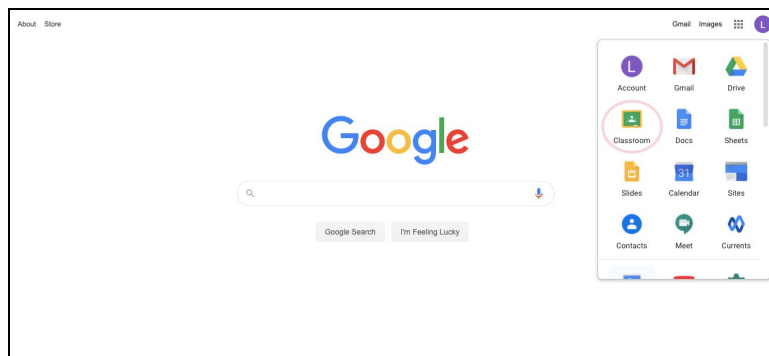 About Store
Gmail Images
L
L
Account Gmail Drive
Google
Classroom Docs Sheets
31
Slides Calendar Sites
Google Search I'm Feeling Lucky
Contacts Meet Currents